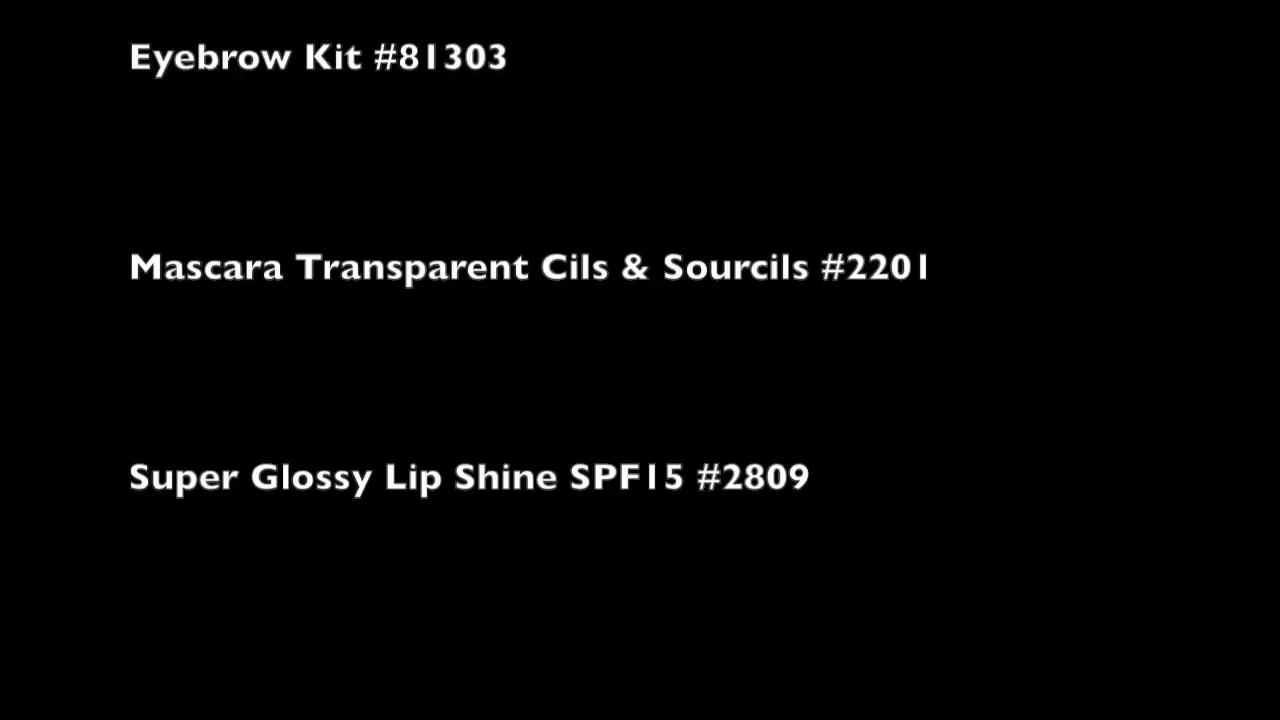 Eyebrow Kit #81303
Mascara Transparent Cils & Sourcils #2201
Super Glossy Lip Shine SPF15 #2809